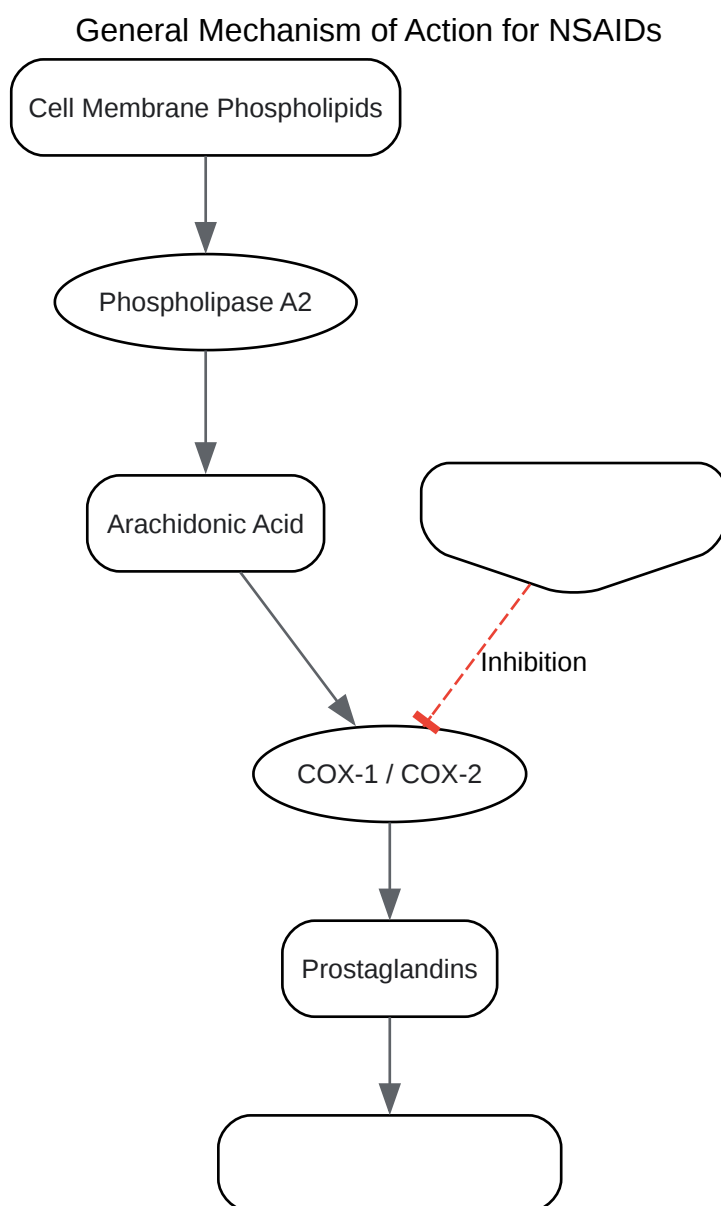 General Mechanism of Action for NSAIDs
Cell Membrane Phospholipids
Phospholipase A2
Arachidonic Acid
Inhibition
COX-1 / COX-2
Prostaglandins